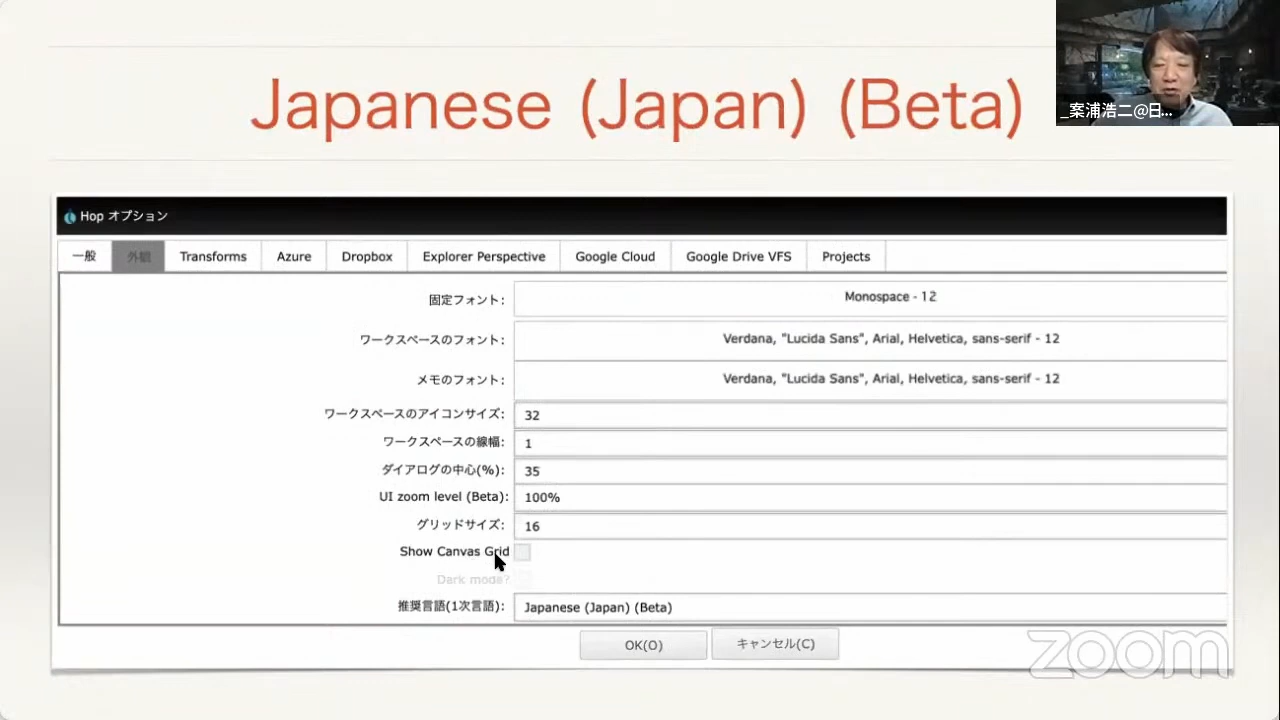 Japanese (Japan) (Beta)
_案浦浩二@日...
Hop オプション
一般 外観 Transforms Azure Dropbox Explorer Perspective Google Cloud Google Drive VFS Projects
固定フォント: Monospace - 12
ワークスペースのフォント: Verdana, "Lucida Sans", Arial, Helvetica, sans-serif - 12
メモのフォント: Verdana, "Lucida Sans", Arial, Helvetica, sans-serif - 12
ワークスペースのアイコンサイズ: 32
ワークスペースの線幅: 1
ダイアログの中心(%): 35
UI zoom level (Beta): 100%
グリッドサイズ: 16
Show Canvas Grid
Dark mode?
推奨言語(1次言語): Japanese (Japan) (Beta)
OK(O) キャンセル(C)
zoom